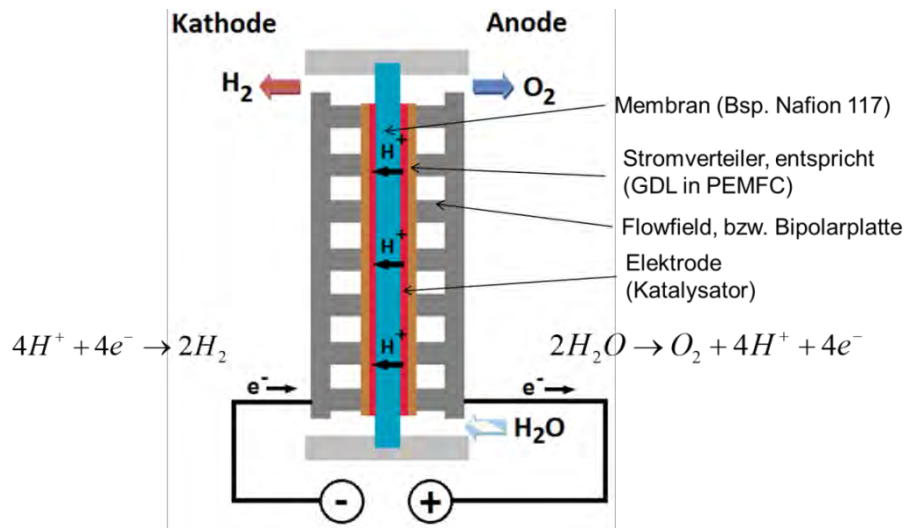 Kathode
Anode
H₂
O₂
Membran (Bsp. Nafion 117)
Stromverteiler, entspricht
(GDL in PEMFC)
Flowfield, bzw. Bipolarplatte
Elektrode
(Katalysator)
H⁺
H⁺
H⁺
4H⁺ + 4e⁻ → 2H₂
2H₂O → O₂ + 4H⁺ + 4e⁻
e⁻
e⁻
H₂O
-
+